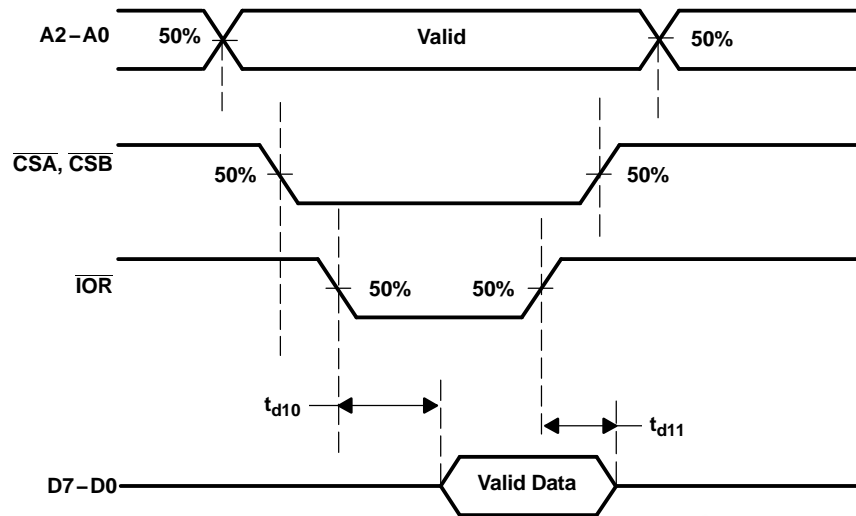 A2–A0
50%
Valid
50%
CSA, CSB
50%
50%
IOR
50%
50%
td10
td11
D7–D0
Valid Data